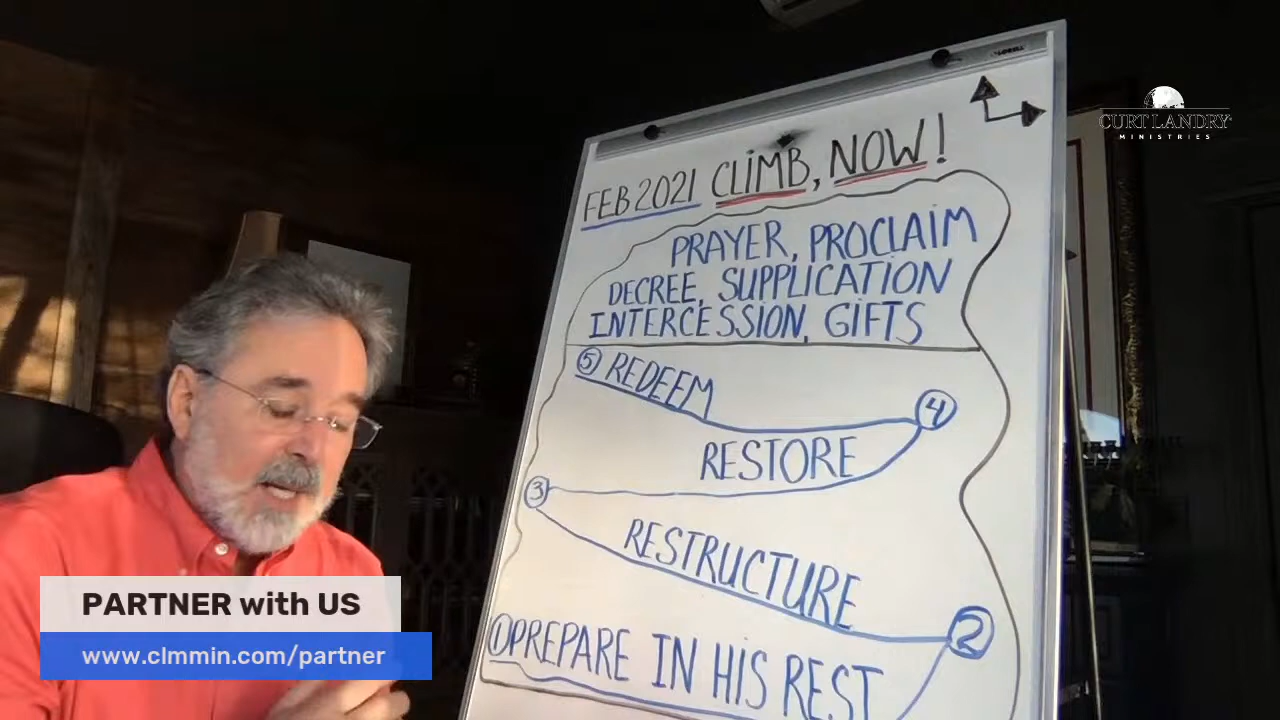 FEB 2021 CLIMB, NOW!
PRAYER, PROCLAIM
DECREE, SUPPLICATION
INTERCESSION, GIFTS
5 REDEEM
4
RESTORE
3
RESTRUCTURE
2
1 PREPARE IN HIS REST
CURT LANDRY
MINISTRIES
PARTNER with US
www.clmmin.com/partner